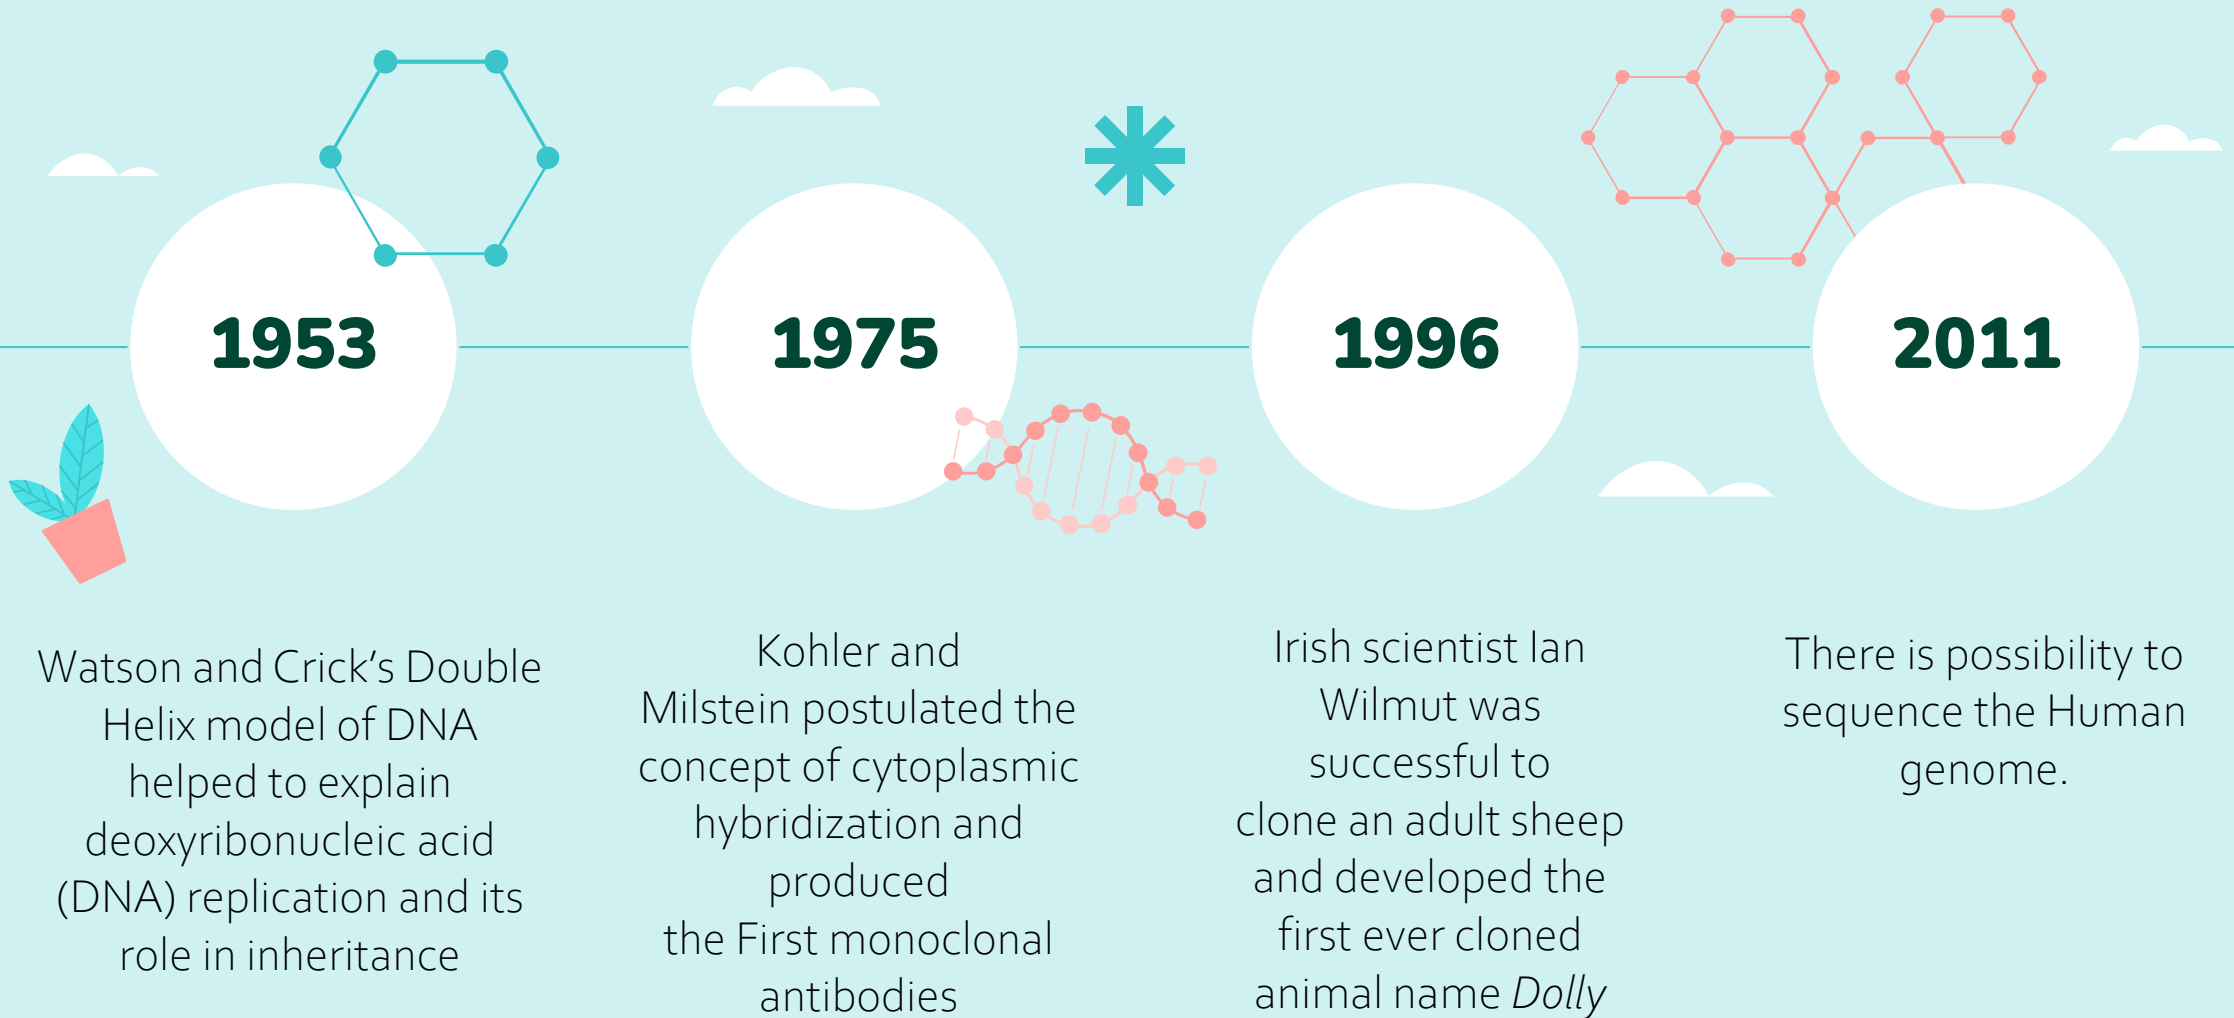 1953
1975
1996
2011
Watson and Crick’s Double
Helix model of DNA
helped to explain
deoxyribonucleic acid
(DNA) replication and its
role in inheritance
Kohler and
Milstein postulated the
concept of cytoplasmic
hybridization and
produced
the First monoclonal
antibodies
Irish scientist Ian
Wilmut was
successful to
clone an adult sheep
and developed the
first ever cloned
animal name Dolly
There is possibility to
sequence the Human
genome.